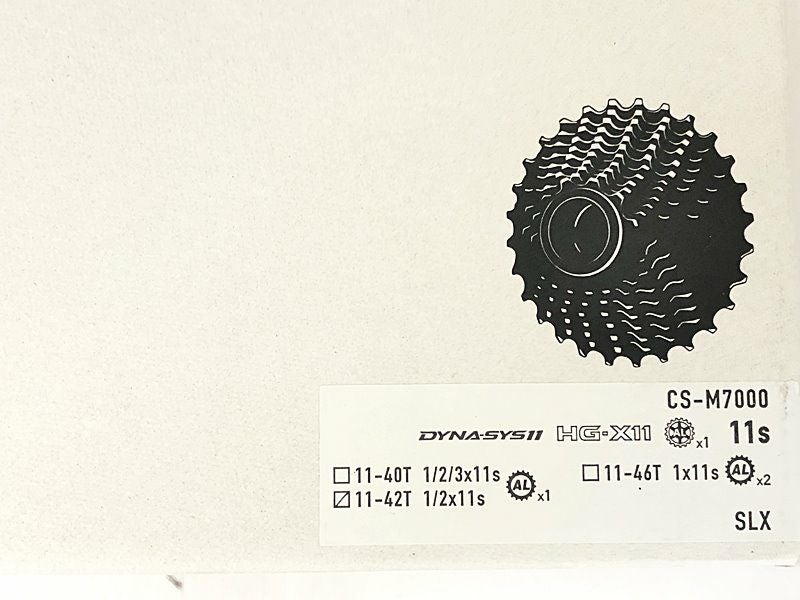 CS-M7000
DYNA-SYS11 HG-X11 x1 11s
11-40T 1/2/3x11s
11-42T 1/2x11s
AL x1
11-46T 1x11s AL x2
SLX